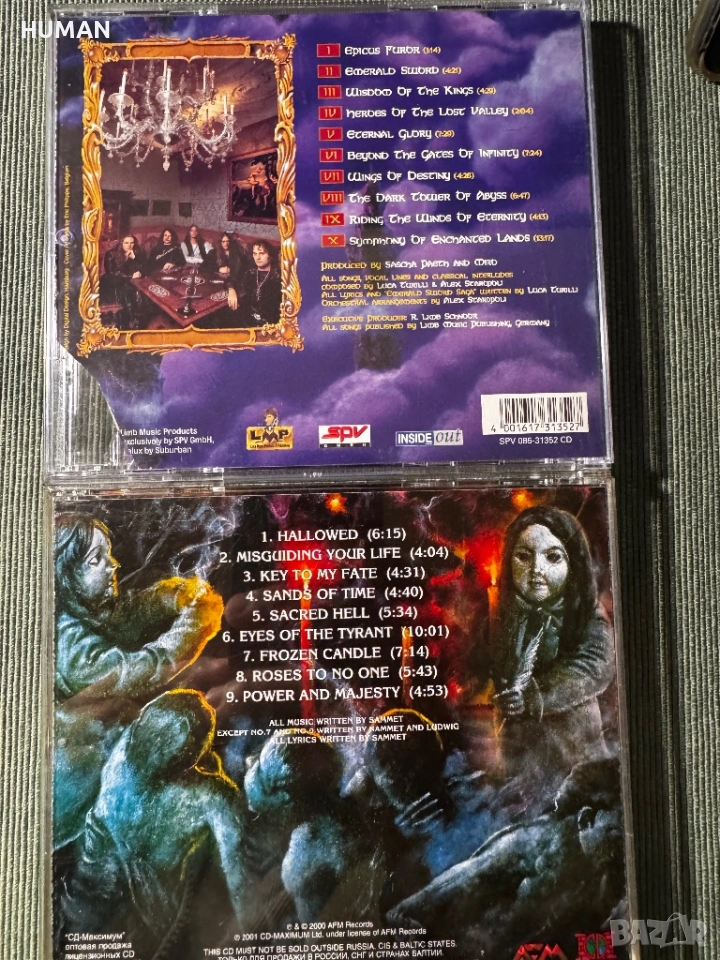 HUMAN
I Epicus Furor (1:14)
II Emerald Sword (4:21)
III Wisdom Of The Kings (4:29)
IV Heroes Of The Lost Valley (2:04)
V Eternal Glory (7:29)
VI Beyond The Gates Of Infinity (7:24)
VII Wings Of Destiny (4:28)
VIII The Dark Tower Of Abyss (6:47)
IX Riding The Winds Of Eternity (4:13)
X Symphony Of Enchanted Lands (13:17)
Produced by Sascha Paeth and Miro
All songs, vocal lines and classical interludes
composed by Luca Turilli & Alex Staropoli
All lyrics and "Emerald Sword Saga" written by Luca Turilli
Orchestral arrangements by Alex Staropoli
Executive Producer: R. Limb Schnoor
All songs published by Limb Music Publishing, Germany
Limb Music Products
exclusively by SPV GmbH,
by Suburban
LMP
SPV
INSIDE out
4 001617 313527
SPV 085-31352 CD
1. HALLOWED (6:15)
2. MISGUIDING YOUR LIFE (4:04)
3. KEY TO MY FATE (4:31)
4. SANDS OF TIME (4:40)
5. SACRED HELL (5:34)
6. EYES OF THE TYRANT (10:01)
7. FROZEN CANDLE (7:14)
8. ROSES TO NO ONE (5:43)
9. POWER AND MAJESTY (4:53)
ALL MUSIC WRITTEN BY SAMMET
EXCEPT NO.7 AND NO.9 WRITTEN BY SAMMET AND LUDWIG
ALL LYRICS WRITTEN BY SAMMET
℗ & © 2000 AFM Records
℗ 2001 CD-MAXIMUM Ltd. under license of AFM Records
"СД-Максимум"
оптовая продажа
лицензионных CD
THIS CD MUST NOT BE SOLD OUTSIDE RUSSIA, CIS & BALTIC STATES.
ТОЛЬКО ДЛЯ ПРОДАЖИ В РОССИИ, СНГ И СТРАНАХ БАЛТИИ.
AFM
BAZAR